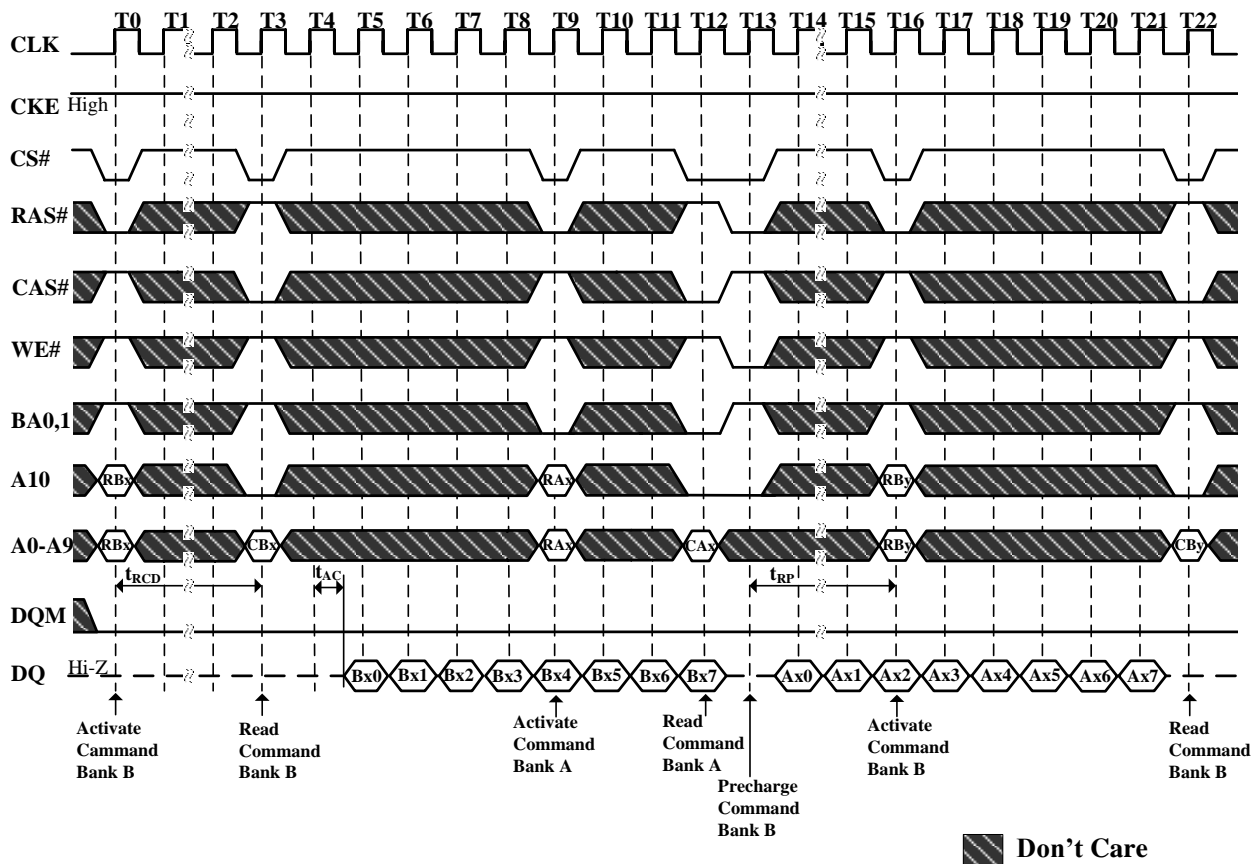 T0 T1 T2 T3 T4 T5 T6 T7 T8 T9 T10 T11 T12 T13 T14 T15 T16 T17 T18 T19 T20 T21 T22
CLK
CKE High
CS#
RAS#
CAS#
WE#
BA0,1
A10 RBx RAx RBy
A0-A9 RBx CBx RAx CAx RBy CBy
tRCD tAC tRP
DQM
DQ Hi-Z Bx0 Bx1 Bx2 Bx3 Bx4 Bx5 Bx6 Bx7 Ax0 Ax1 Ax2 Ax3 Ax4 Ax5 Ax6 Ax7
Activate
Cammand
Bank B
Read
Command
Bank B
Activate
Command
Bank A
Read
Command
Bank A
Precharge
Command
Bank B
Activate
Command
Bank B
Read
Command
Bank B
Don't Care